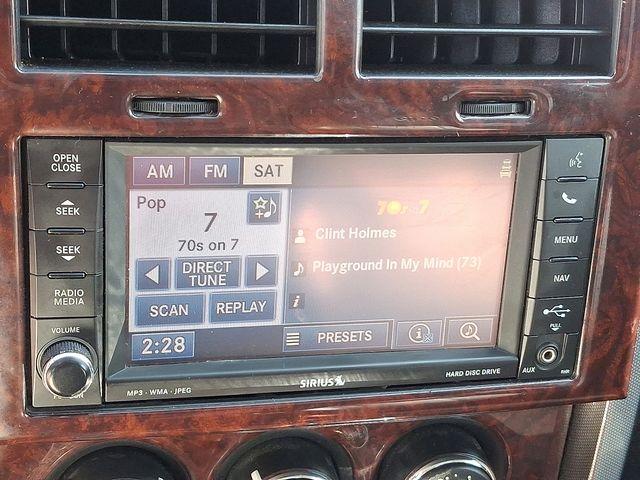 OPEN
CLOSE
SEEK
SEEK
RADIO
MEDIA
VOLUME
AM
FM
SAT
Pop
7
70s on 7
DIRECT
TUNE
SCAN
REPLAY
2:28
70s on 7
Clint Holmes
Playground In My Mind (73)
i
PRESETS
i
MENU
NAV
PULL
AUX
MP3 - WMA - JPEG
SIRIUS
HARD DISC DRIVE